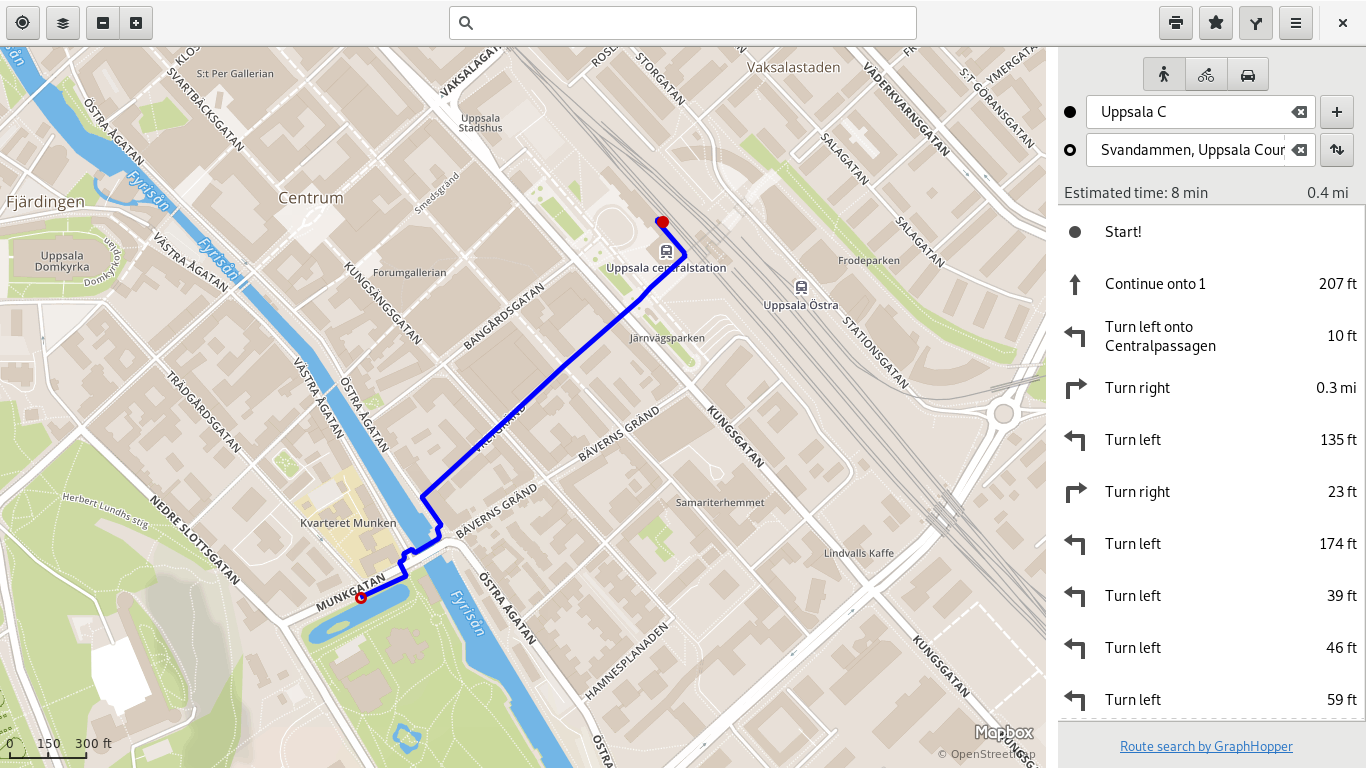 Uppsala C
Svandammen, Uppsala Cour
Estimated time: 8 min 0.4 mi
Start!
Continue onto 1 207 ft
Turn left onto
Centralpassagen 10 ft
Turn right 0.3 mi
Turn left 135 ft
Turn right 23 ft
Turn left 174 ft
Turn left 39 ft
Turn left 46 ft
Turn left 59 ft
Route search by GraphHopper
S:t Per Gallerian
SVARTBÄCKSGATAN
ÖSTRA ÅGATAN
VAKSALAGATAN
STORGATAN
Vaksalastaden
VÄDERKVARNSGATAN
S:T GÖRANSGATAN
YMERGATAN
Uppsala
Stadshus
SALAGATAN
SALAGATAN
Fyrisån
Fjärdingen
Centrum
Smedsgränd
Uppsala
Domkyrka
Domkyrkoplan
VÄSTRA ÅGATAN
Fyrisån
Forumgallerian
KUNGSÄNGSGATAN
BANGÅRDSGATAN
Uppsala centralstation
Frodeparken
Uppsala Östra
STATIONSGATAN
Järnvägsparken
VÄSTRA ÅGATAN
ÖSTRA ÅGATAN
TRÄDGÅRDSGATAN
BÄVERNS GRÄND
KUNGSGATAN
Herbert Lundhs stig
NEDRE SLOTTSGATAN
Kvarteret Munken
BÄVERNS GRÄND
Samariterhemmet
Lindvalls Kaffe
MUNKGATAN
Fyrisån
ÖSTRA ÅGATAN
HAMNESPLANADEN
KUNGSGATAN
0 150 300 ft
Mapbox
© OpenStreetMap